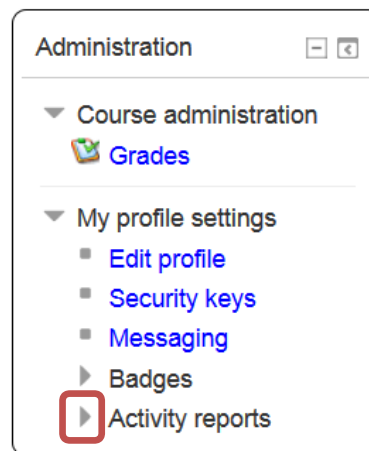 Administration
Course administration
Grades
My profile settings
Edit profile
Security keys
Messaging
Badges
Activity reports